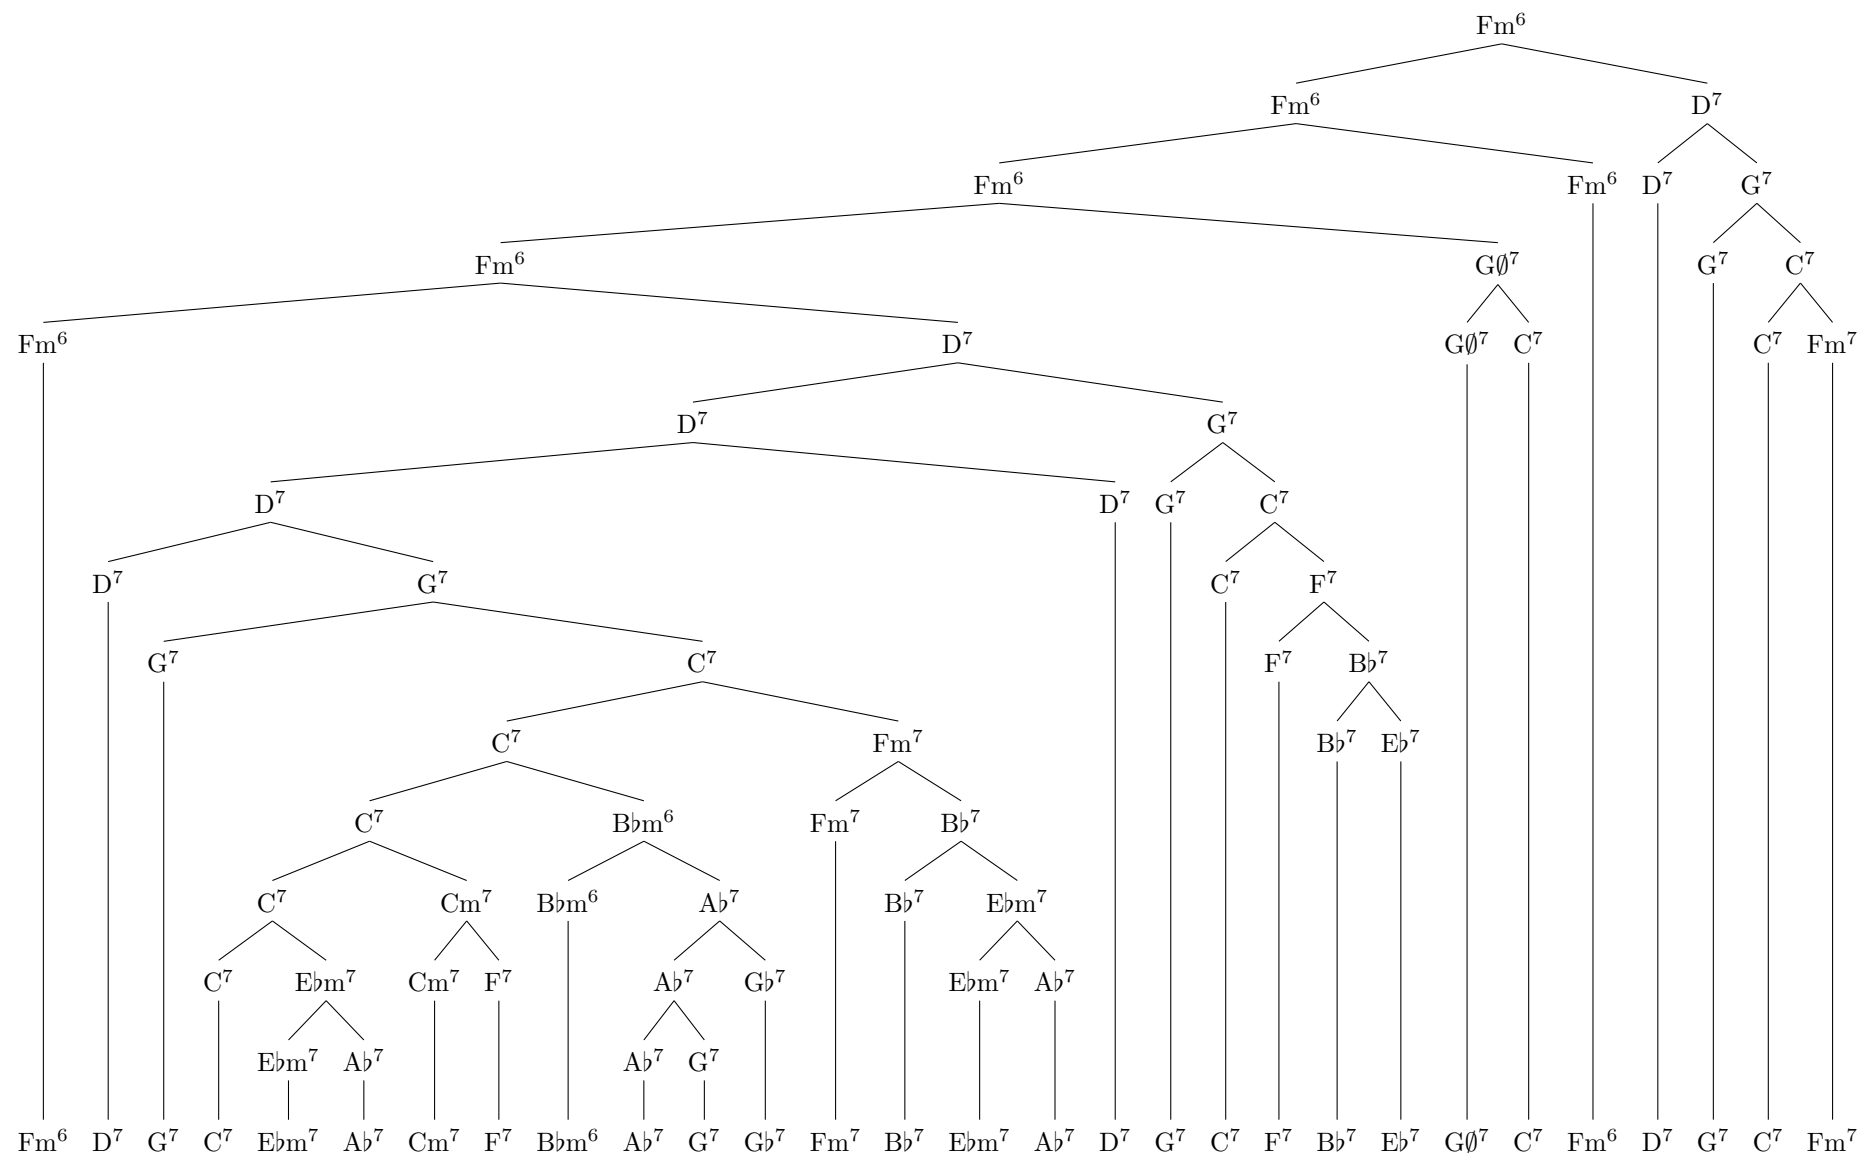 Fm⁶
Fm⁶ D⁷
Fm⁶ Fm⁶ D⁷ G⁷
Fm⁶ G∅⁷ G⁷ C⁷
Fm⁶ D⁷ G∅⁷ C⁷ C⁷ Fm⁷
D⁷ G⁷
D⁷ D⁷ G⁷ C⁷
D⁷ G⁷ C⁷ F⁷
G⁷ C⁷ F⁷ B♭⁷
C⁷ Fm⁷ B♭⁷ E♭⁷
C⁷ B♭m⁶ Fm⁷ B♭⁷
C⁷ Cm⁷ B♭m⁶ A♭⁷ B♭⁷ E♭m⁷
C⁷ E♭m⁷ Cm⁷ F⁷ A♭⁷ G♭⁷ E♭m⁷ A♭⁷
E♭m⁷ A♭⁷ A♭⁷ G⁷
Fm⁶ D⁷ G⁷ C⁷ E♭m⁷ A♭⁷ Cm⁷ F⁷ B♭m⁶ A♭⁷ G⁷ G♭⁷ Fm⁷ B♭⁷ E♭m⁷ A♭⁷ D⁷ G⁷ C⁷ F⁷ B♭⁷ E♭⁷ G∅⁷ C⁷ Fm⁶ D⁷ G⁷ C⁷ Fm⁷